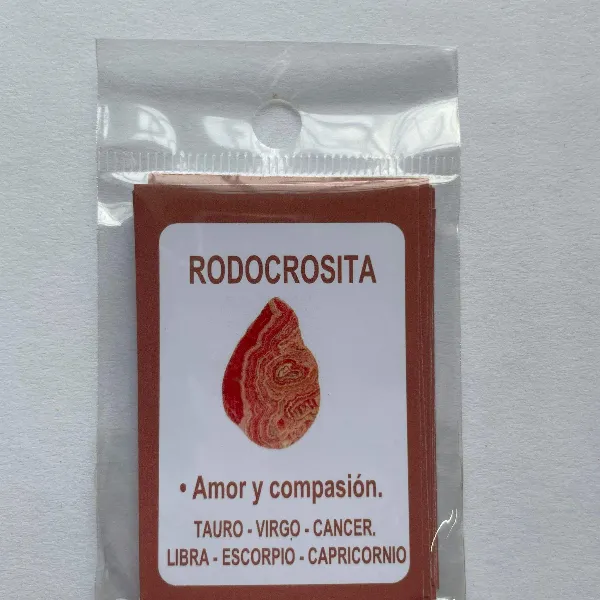 RODOCROSITA
• Amor y compasión.
TAURO - VIRGO - CANCER.
LIBRA - ESCORPIO - CAPRICORNIO